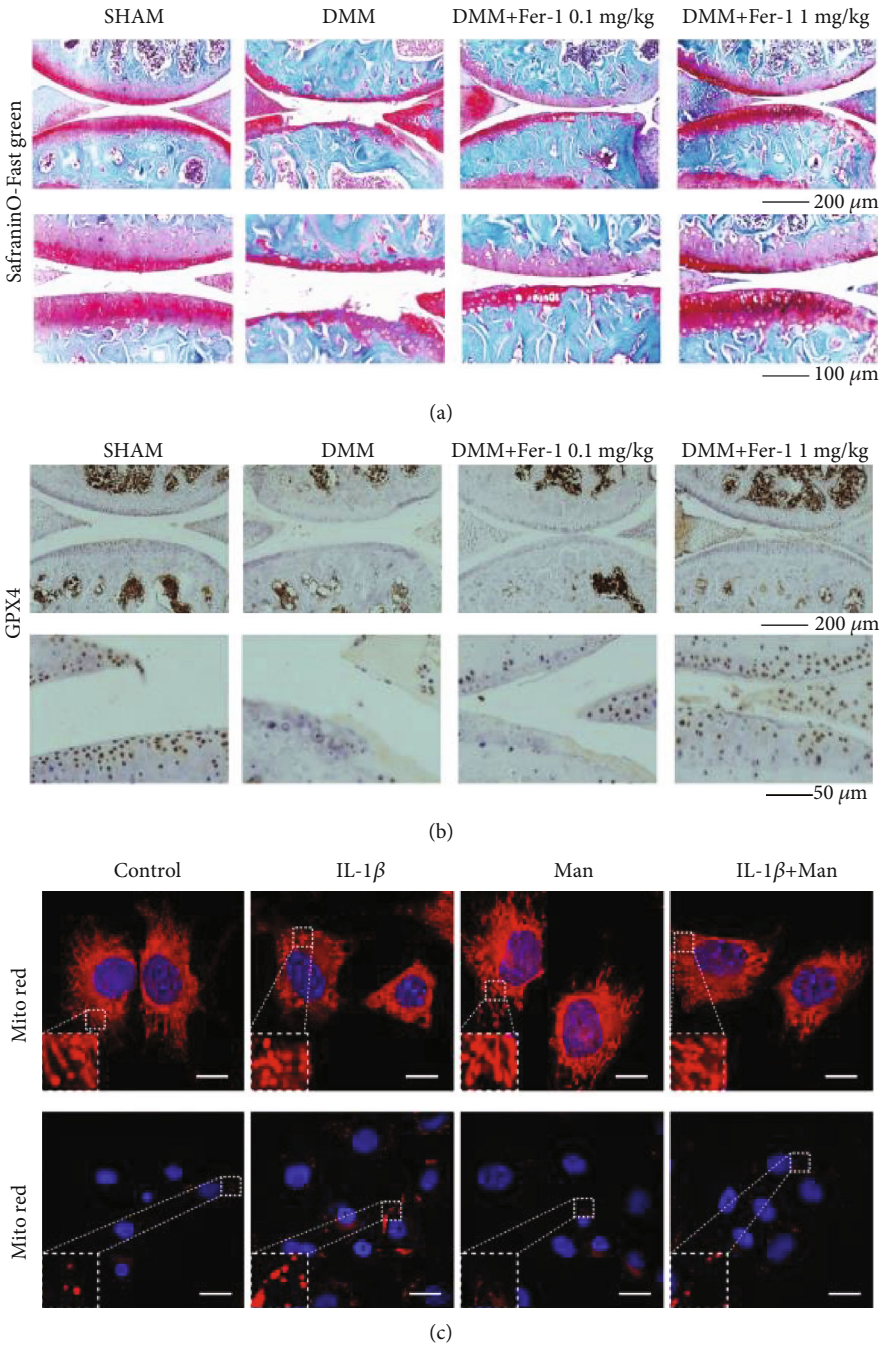 SHAM DMM DMM+Fer-1 0.1 mg/kg DMM+Fer-1 1 mg/kg
SafraninO-Fast green
200 μm
100 μm
(a)
SHAM DMM DMM+Fer-1 0.1 mg/kg DMM+Fer-1 1 mg/kg
GPX4
200 μm
50 μm
(b)
Control IL-1β Man IL-1β+Man
Mito red
Mito red
(c)